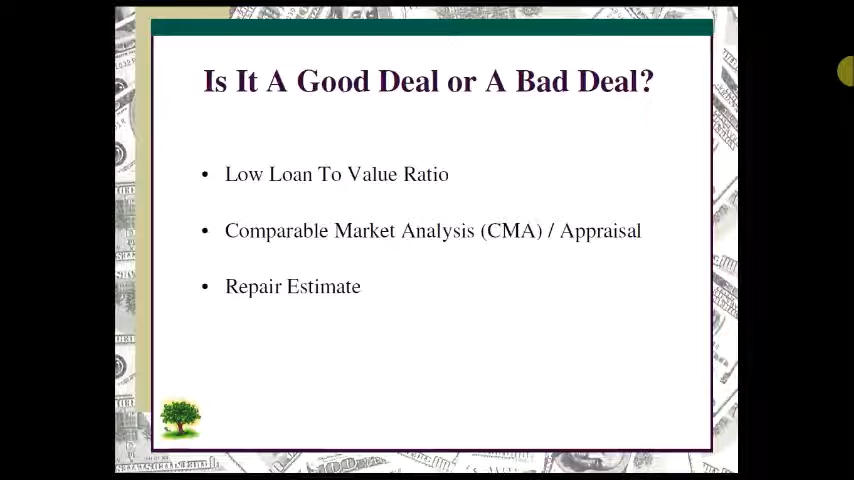 Is It A Good Deal or A Bad Deal?
• Low Loan To Value Ratio
• Comparable Market Analysis (CMA) / Appraisal
• Repair Estimate